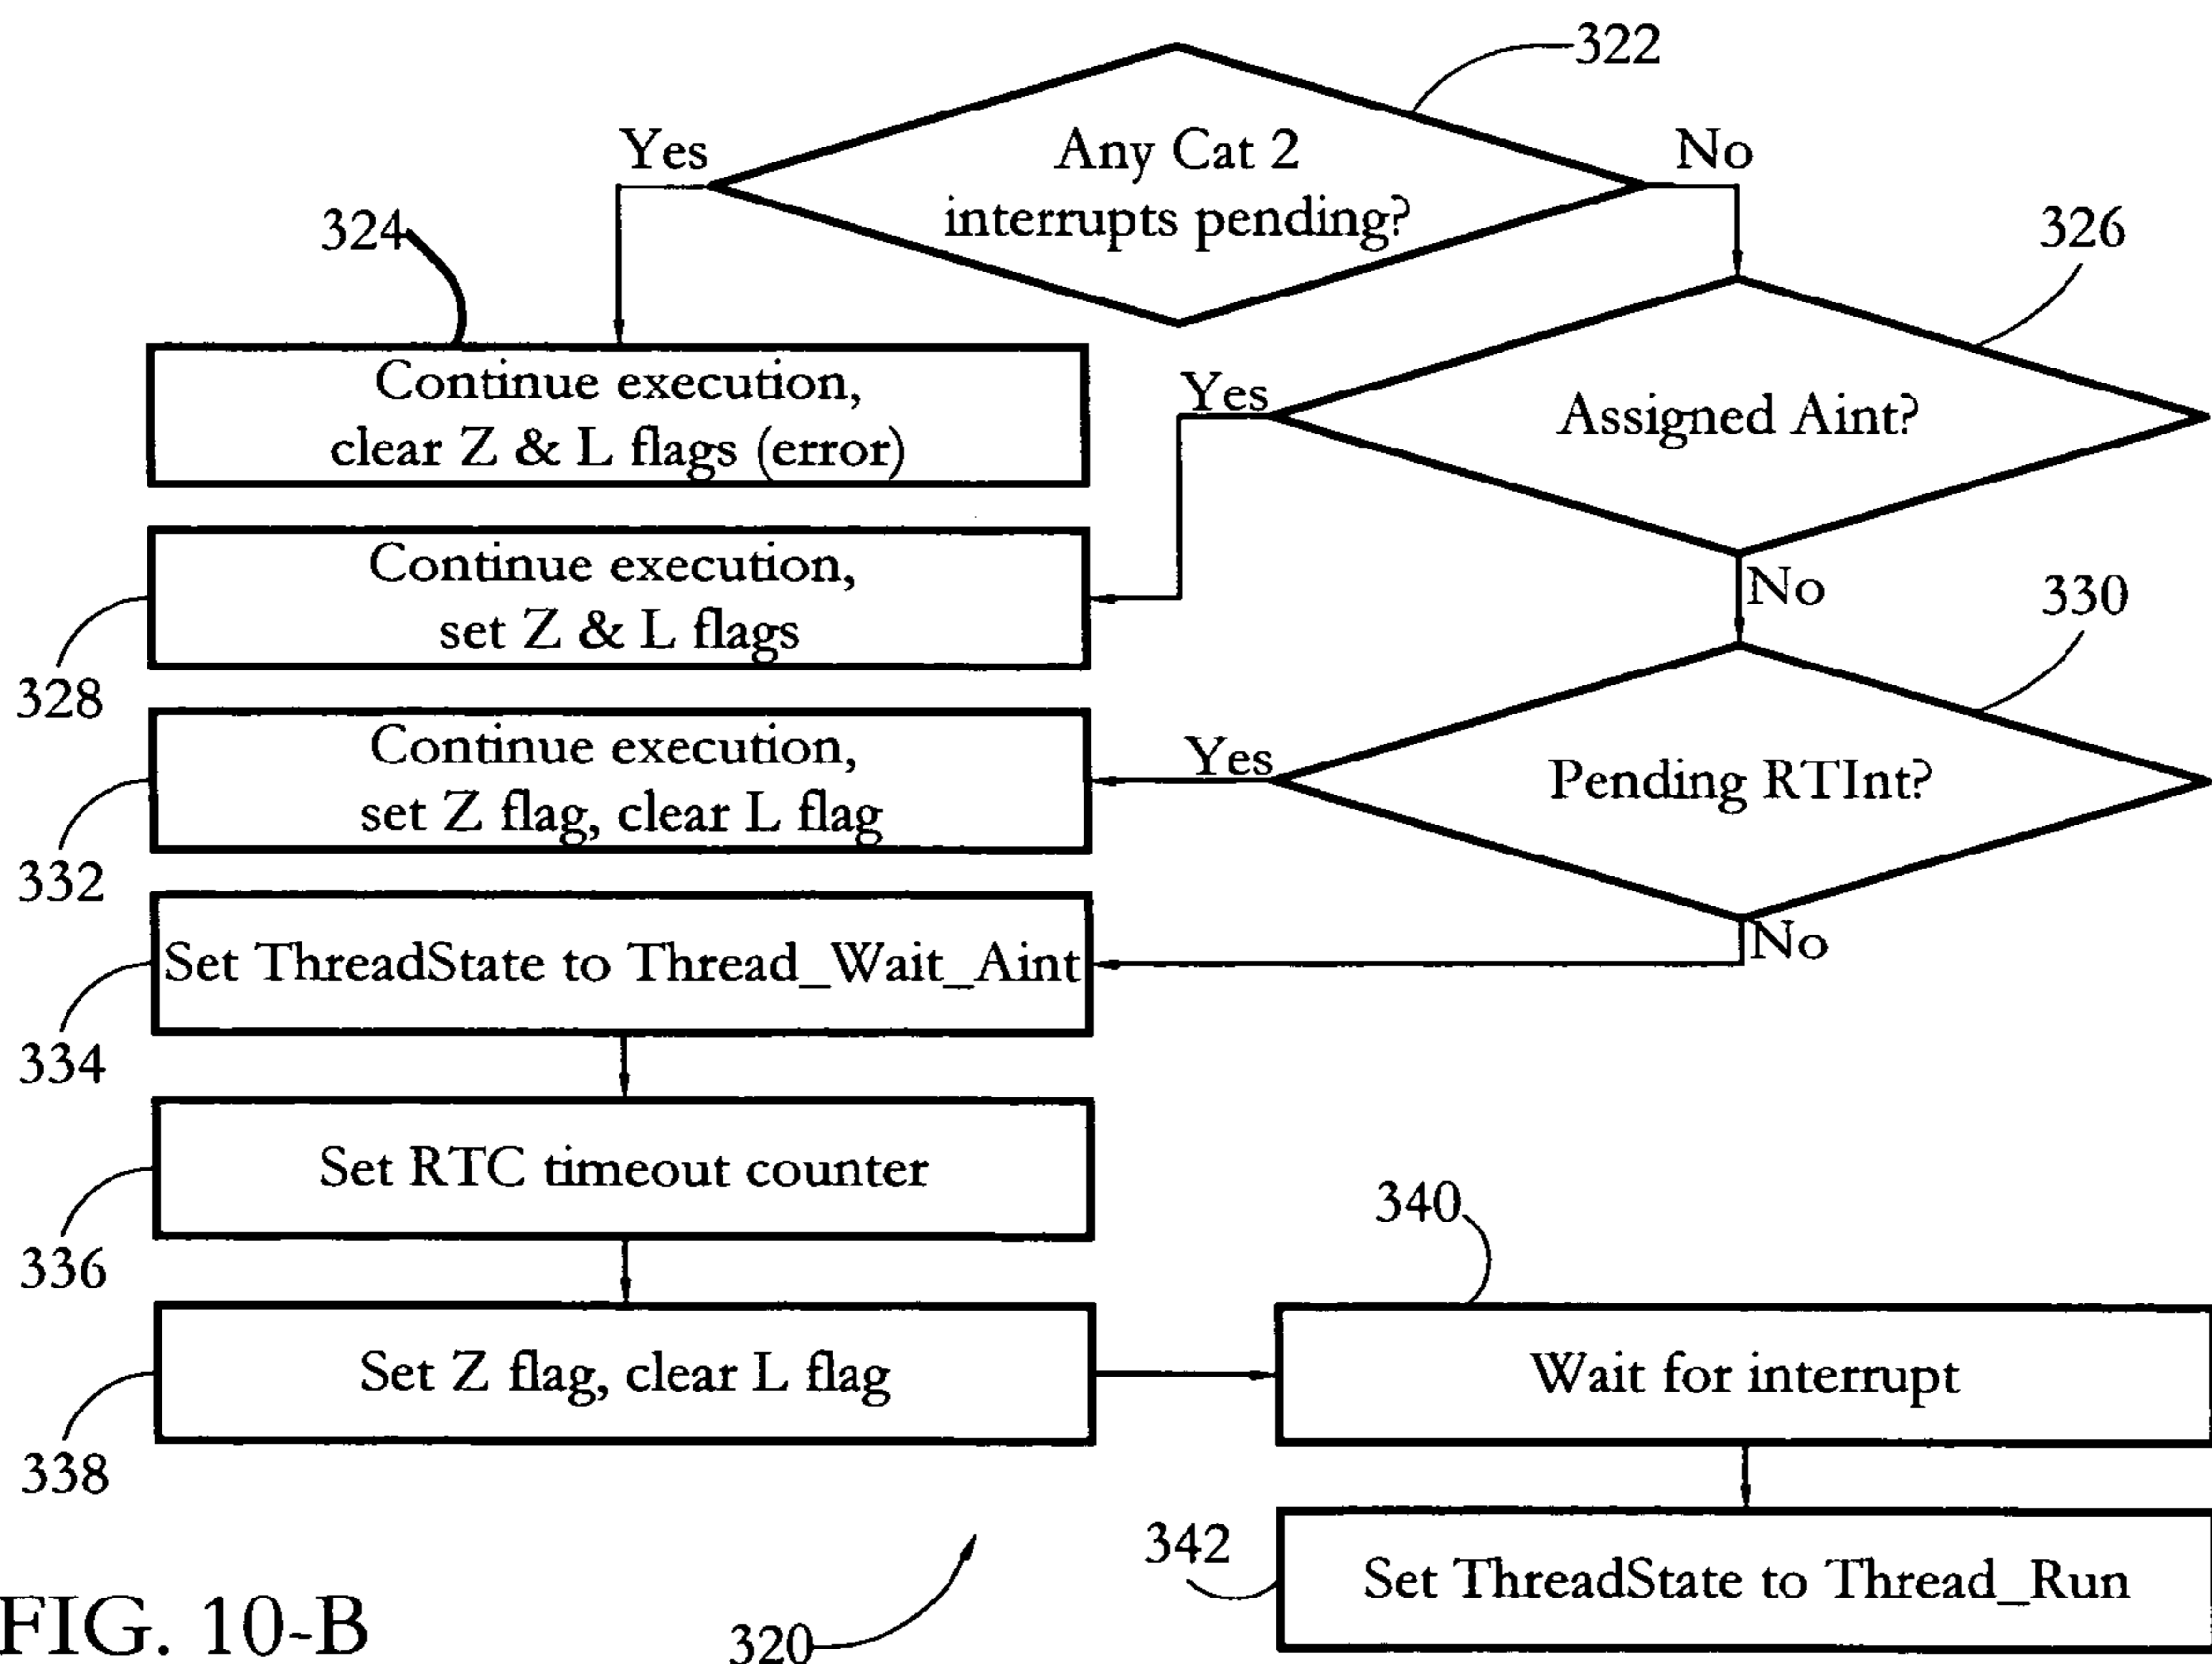 322
Any Cat 2
interrupts pending?
Yes
No
324
326
Continue execution,
clear Z & L flags (error)
Yes
Assigned Aint?
Continue execution,
set Z & L flags
328
No
330
Continue execution,
set Z flag, clear L flag
332
Yes
Pending RTInt?
No
Set ThreadState to Thread_Wait_Aint
334
Set RTC timeout counter
336
340
Set Z flag, clear L flag
338
Wait for interrupt
342
Set ThreadState to Thread_Run
FIG. 10-B
320